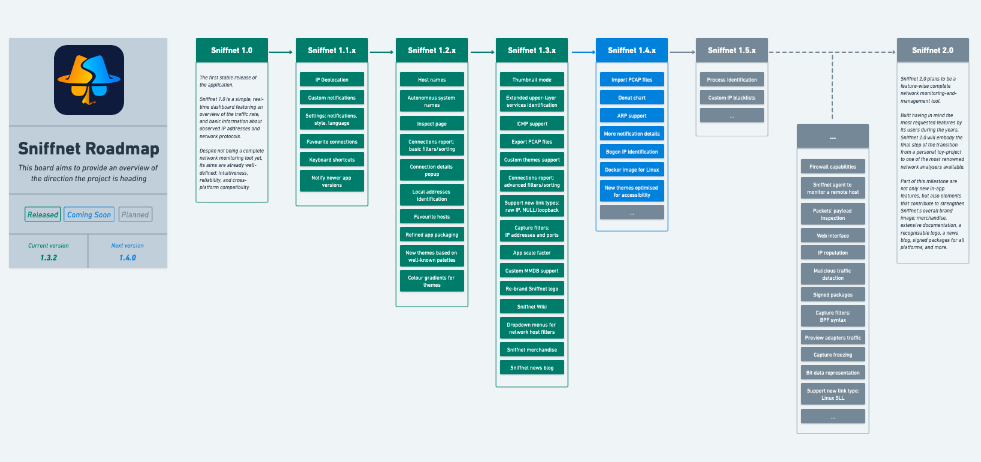 Sniffnet Roadmap
This board aims to provide an overview of
the direction the project is heading
Released
Coming Soon
Planned
Current version
1.3.2
Next version
1.4.0
Sniffnet 1.0
The first stable release of
the application.
Sniffnet 1.0 is a simple, real-
time dashboard featuring an
overview of the traffic rate,
and basic information about
observed IP addresses and
network protocols.
Despite not being a complete
network monitoring tool yet,
its aims are already well-
defined: intuitiveness,
reliability, and cross-
platform compatibility.
Sniffnet 1.1.x
IP Geolocation
Custom notifications
Settings: notifications,
style, language
Favourite connections
Keyboard shortcuts
Notify newer app
versions
Sniffnet 1.2.x
Host names
Autonomous system
names
Inspect page
Connections report:
basic filters/sorting
Connection details
popup
Local addresses
identification
Favourite hosts
Refined app packaging
New themes based on
well-known palettes
Colour gradients for
themes
Sniffnet 1.3.x
Thumbnail mode
Extended upper-layer
services identification
ICMP support
Export PCAP files
Custom themes support
Connections report:
advanced filters/sorting
Support new link types:
raw IP, NULL/loopback
Capture filters:
IP addresses and ports
App scale factor
Custom MMDB support
Re-brand Sniffnet logo
Sniffnet Wiki
Dropdown menus for
network host filters
Sniffnet merchandise
Sniffnet news blog
Sniffnet 1.4.x
Import PCAP files
Donut chart
ARP support
More notification details
Bogon IP identification
Docker image for Linux
New themes optimised
for accessibility
...
Sniffnet 1.5.x
Process identification
Custom IP blacklists
...
...
Firewall capabilities
Sniffnet agent to
monitor a remote host
Packets' payload
inspection
Web interface
IP reputation
Malicious traffic
detection
Signed packages
Capture filters:
BPF syntax
Preview adapters traffic
Capture freezing
Bit data representation
Support new link type:
Linux SLL
...
Sniffnet 2.0
Sniffnet 2.0 plans to be a
feature-wise complete
network monitoring-and-
management tool.
Built having in mind the
most requested features by
its users during the years,
Sniffnet 2.0 will embody the
final step of the transition
from a personal toy-project
to one of the most renowned
network analysers available.
Part of this milestone are
not only new in-app
features, but also elements
that contribute to strengthen
Sniffnet's overall brand
image: merchandise,
extensive documentation, a
recognisable logo, a news
blog, signed packages for all
platforms, and more.